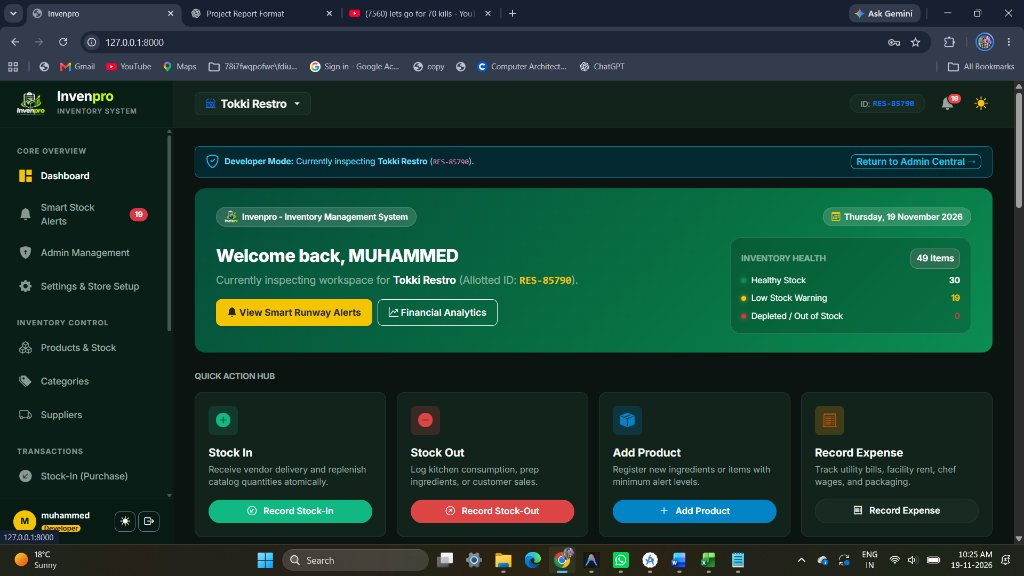 Invenpro
Project Report Format
(7560) lets go for 70 kills - You
Ask Gemini
127.0.0.1:8000
Gmail
YouTube
Maps
78i7fwqpofwe\fdiu...
Sign in - Google Ac...
copy
Computer Architect...
ChatGPT
All Bookmarks
Invenpro
Invenpro
INVENTORY SYSTEM
Tokki Restro
ID: RES-85790
19
CORE OVERVIEW
Dashboard
Smart Stock
Alerts
19
Admin Management
Settings & Store Setup
INVENTORY CONTROL
Products & Stock
Categories
Suppliers
TRANSACTIONS
Stock-In (Purchase)
M
muhammed
Developer
127.0.0.1:8000
Developer Mode: Currently inspecting Tokki Restro (RES-85790).
Return to Admin Central →
Invenpro - Inventory Management System
Thursday, 19 November 2026
Welcome back, MUHAMMED
Currently inspecting workspace for Tokki Restro (Allotted ID: RES-85790).
View Smart Runway Alerts
Financial Analytics
INVENTORY HEALTH
49 Items
Healthy Stock
30
Low Stock Warning
19
Depleted / Out of Stock
0
QUICK ACTION HUB
Stock In
Receive vendor delivery and replenish
catalog quantities atomically.
Record Stock-In
Stock Out
Log kitchen consumption, prep
ingredients, or customer sales.
Record Stock-Out
Add Product
Register new ingredients or items with
minimum alert levels.
+ Add Product
Record Expense
Track utility bills, facility rent, chef
wages, and packaging.
Record Expense
18°C
Sunny
Search
ENG
IN
10:25 AM
19-11-2026